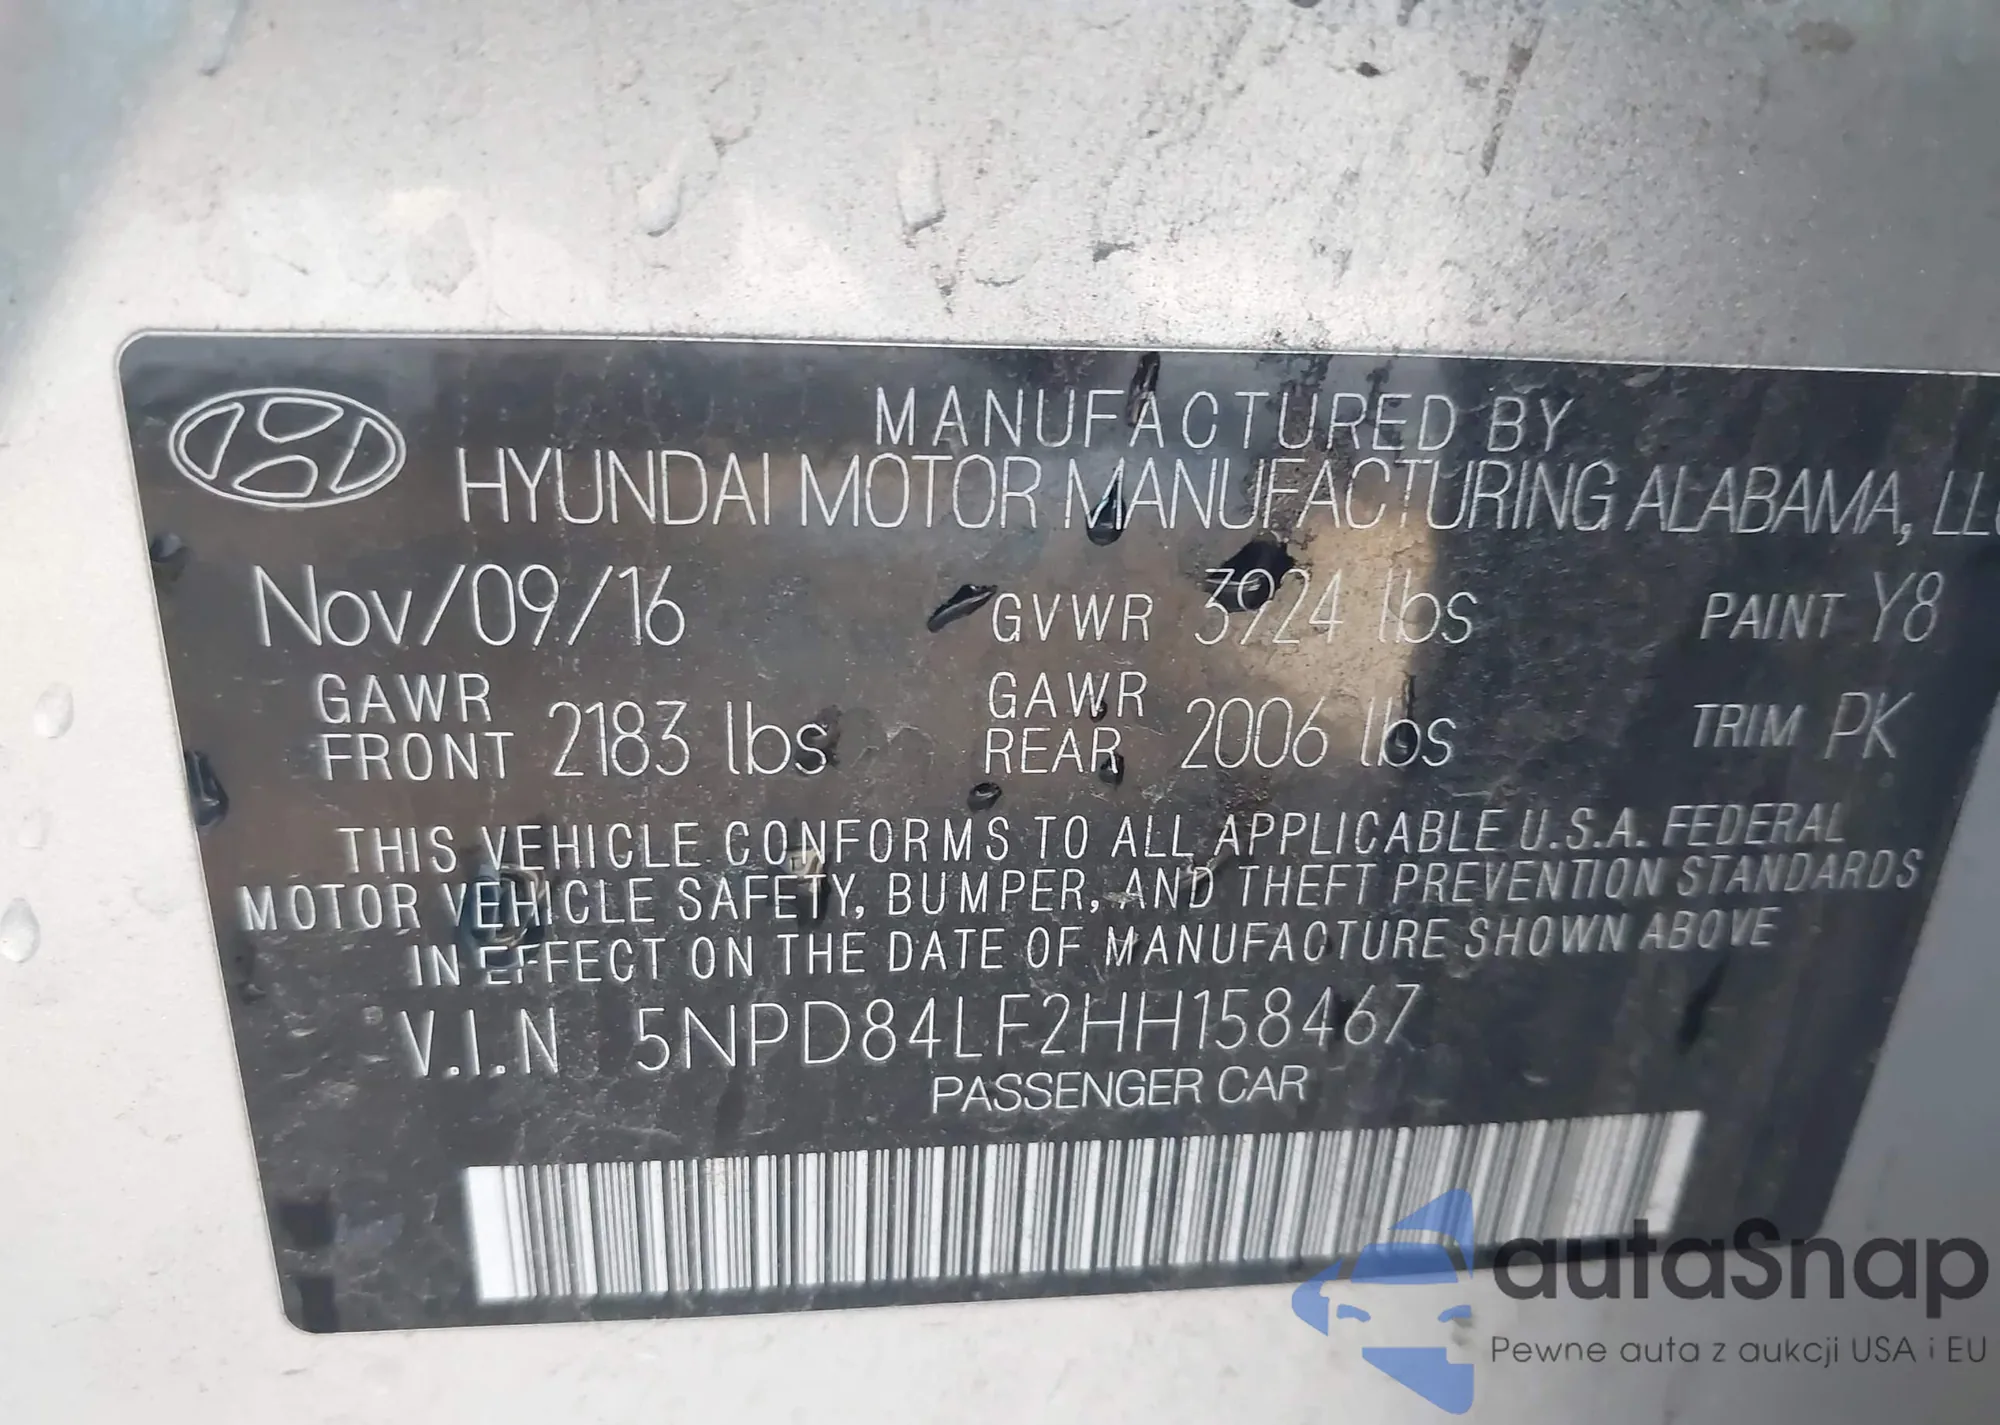 MANUFACTURED BY
HYUNDAI MOTOR MANUFACTURING ALABAMA, LLC
Nov/09/16 GVWR 3924 lbs PAINT Y8
GAWR FRONT 2183 lbs GAWR REAR 2006 lbs TRIM PK
THIS VEHICLE CONFORMS TO ALL APPLICABLE U.S.A. FEDERAL
MOTOR VEHICLE SAFETY, BUMPER, AND THEFT PREVENTION STANDARDS
IN EFFECT ON THE DATE OF MANUFACTURE SHOWN ABOVE
V.I.N 5NPD84LF2HH158467
PASSENGER CAR
autaSnap
Pewne auta z aukcji USA i EU